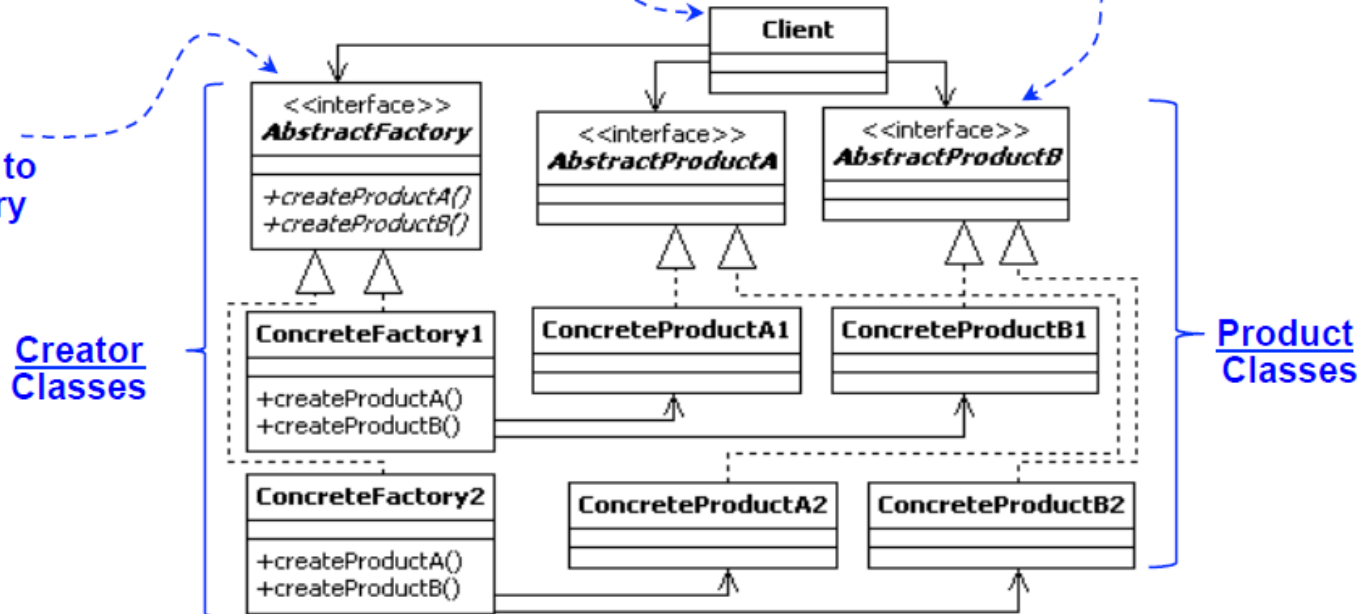 Client
<<interface>>
AbstractFactory
+createProductA()
+createProductB()
<<interface>>
AbstractProductA
<<interface>>
AbstractProductB
to
ry
Creator
Classes
ConcreteFactory1
+createProductA()
+createProductB()
ConcreteProductA1
ConcreteProductB1
Product
Classes
ConcreteFactory2
+createProductA()
+createProductB()
ConcreteProductA2
ConcreteProductB2